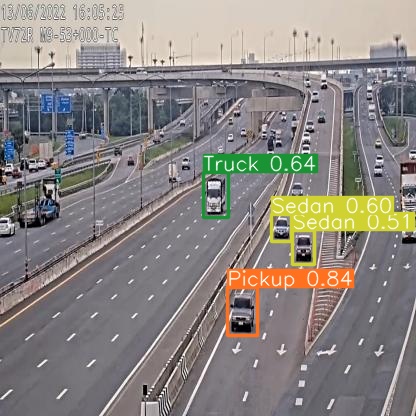 13/06/2022 16:05:25
TV72R M9-53+000-TC
Truck 0.64
Sedan 0.60
Sedan 0.51
Pickup 0.84